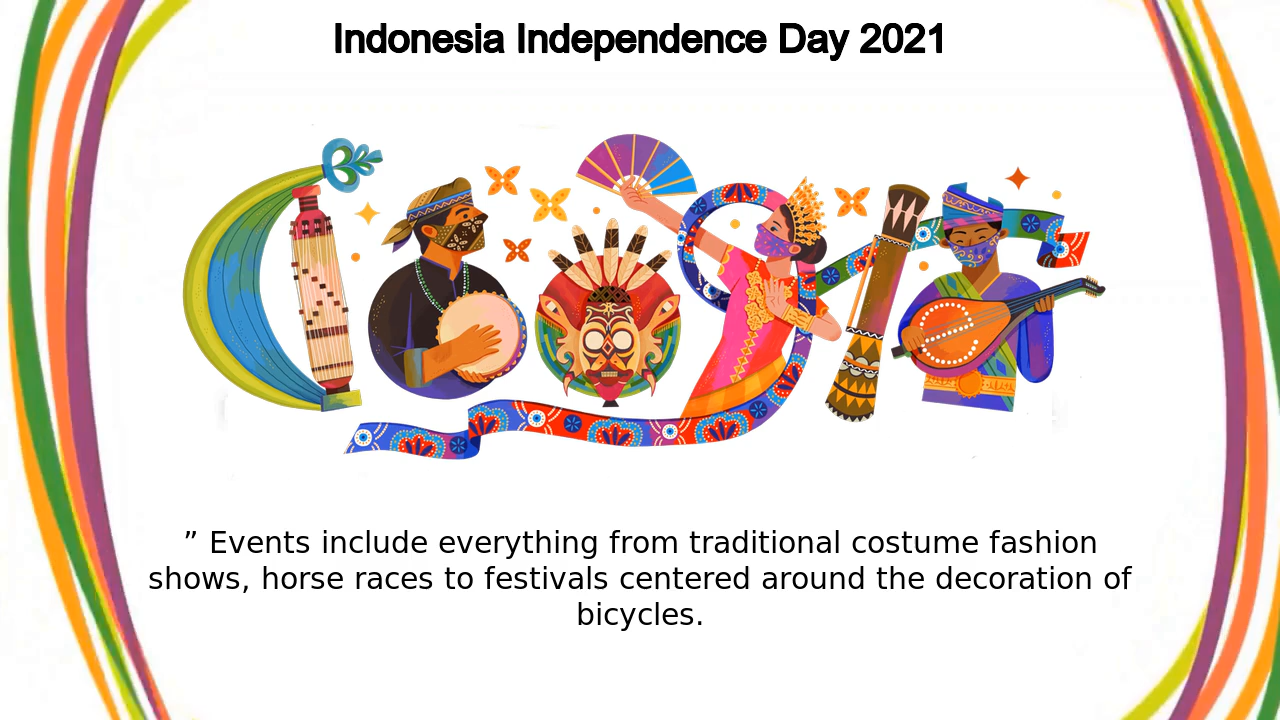 Indonesia Independence Day 2021
” Events include everything from traditional costume fashion
shows, horse races to festivals centered around the decoration of
bicycles.